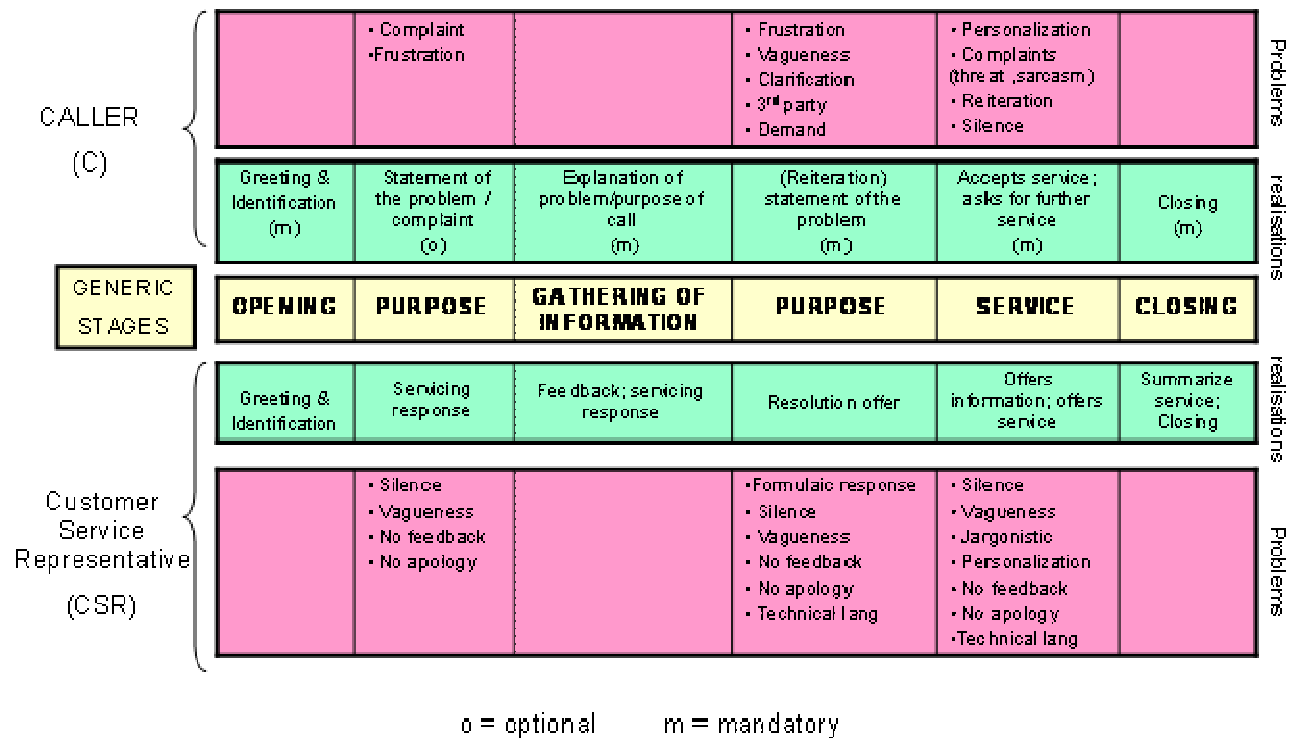 • Complaint
•Frustration
• Frustration
• Vagueness
• Clarification
• 3rd party
• Demand
• Personalization
• Complaints
(threat ,sarcasm)
• Reiteration
• Silence
Problems
CALLER
(C)
Greeting &
Identification
(m)
Statement of
the problem /
complaint
(o)
Explanation of
problem/purpose of
call
(m)
(Reiteration)
statement of the
problem
(m)
Accepts service;
asks for further
service
(m)
Closing
(m)
realisations
GENERIC
STAGES
OPENING
PURPOSE
GATHERING OF
INFORMATION
PURPOSE
SERVICE
CLOSING
Greeting &
Identification
Servicing
response
Feedback; servicing
response
Resolution offer
Offers
information; offers
service
Summarize
service;
Closing
realisations
Customer
Service
Representative
(CSR)
• Silence
• Vagueness
• No feedback
• No apology
•Formulaic response
• Silence
• Vagueness
• No feedback
• No apology
• Technical lang
• Silence
• Vagueness
• Jargonistic
• Personalization
• No feedback
• No apology
•Technical lang
Problems
o = optional m = mandatory